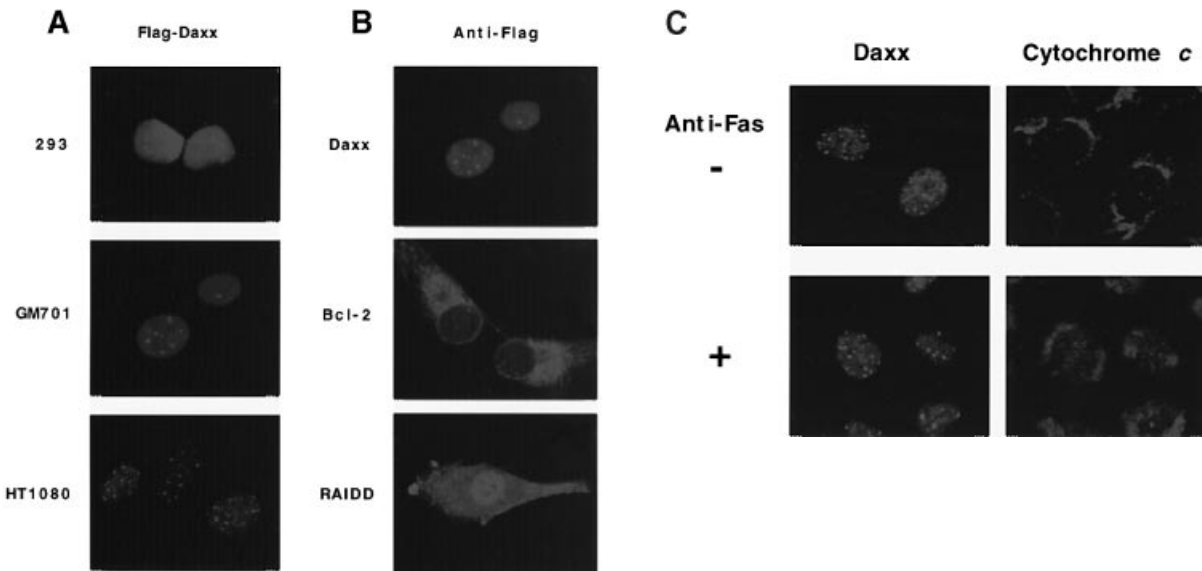 A
Flag-Daxx
293
GM701
HT1080
B
Anti-Flag
Daxx
Bcl-2
RAIDD
C
Daxx
Cytochrome c
Anti-Fas
-
+